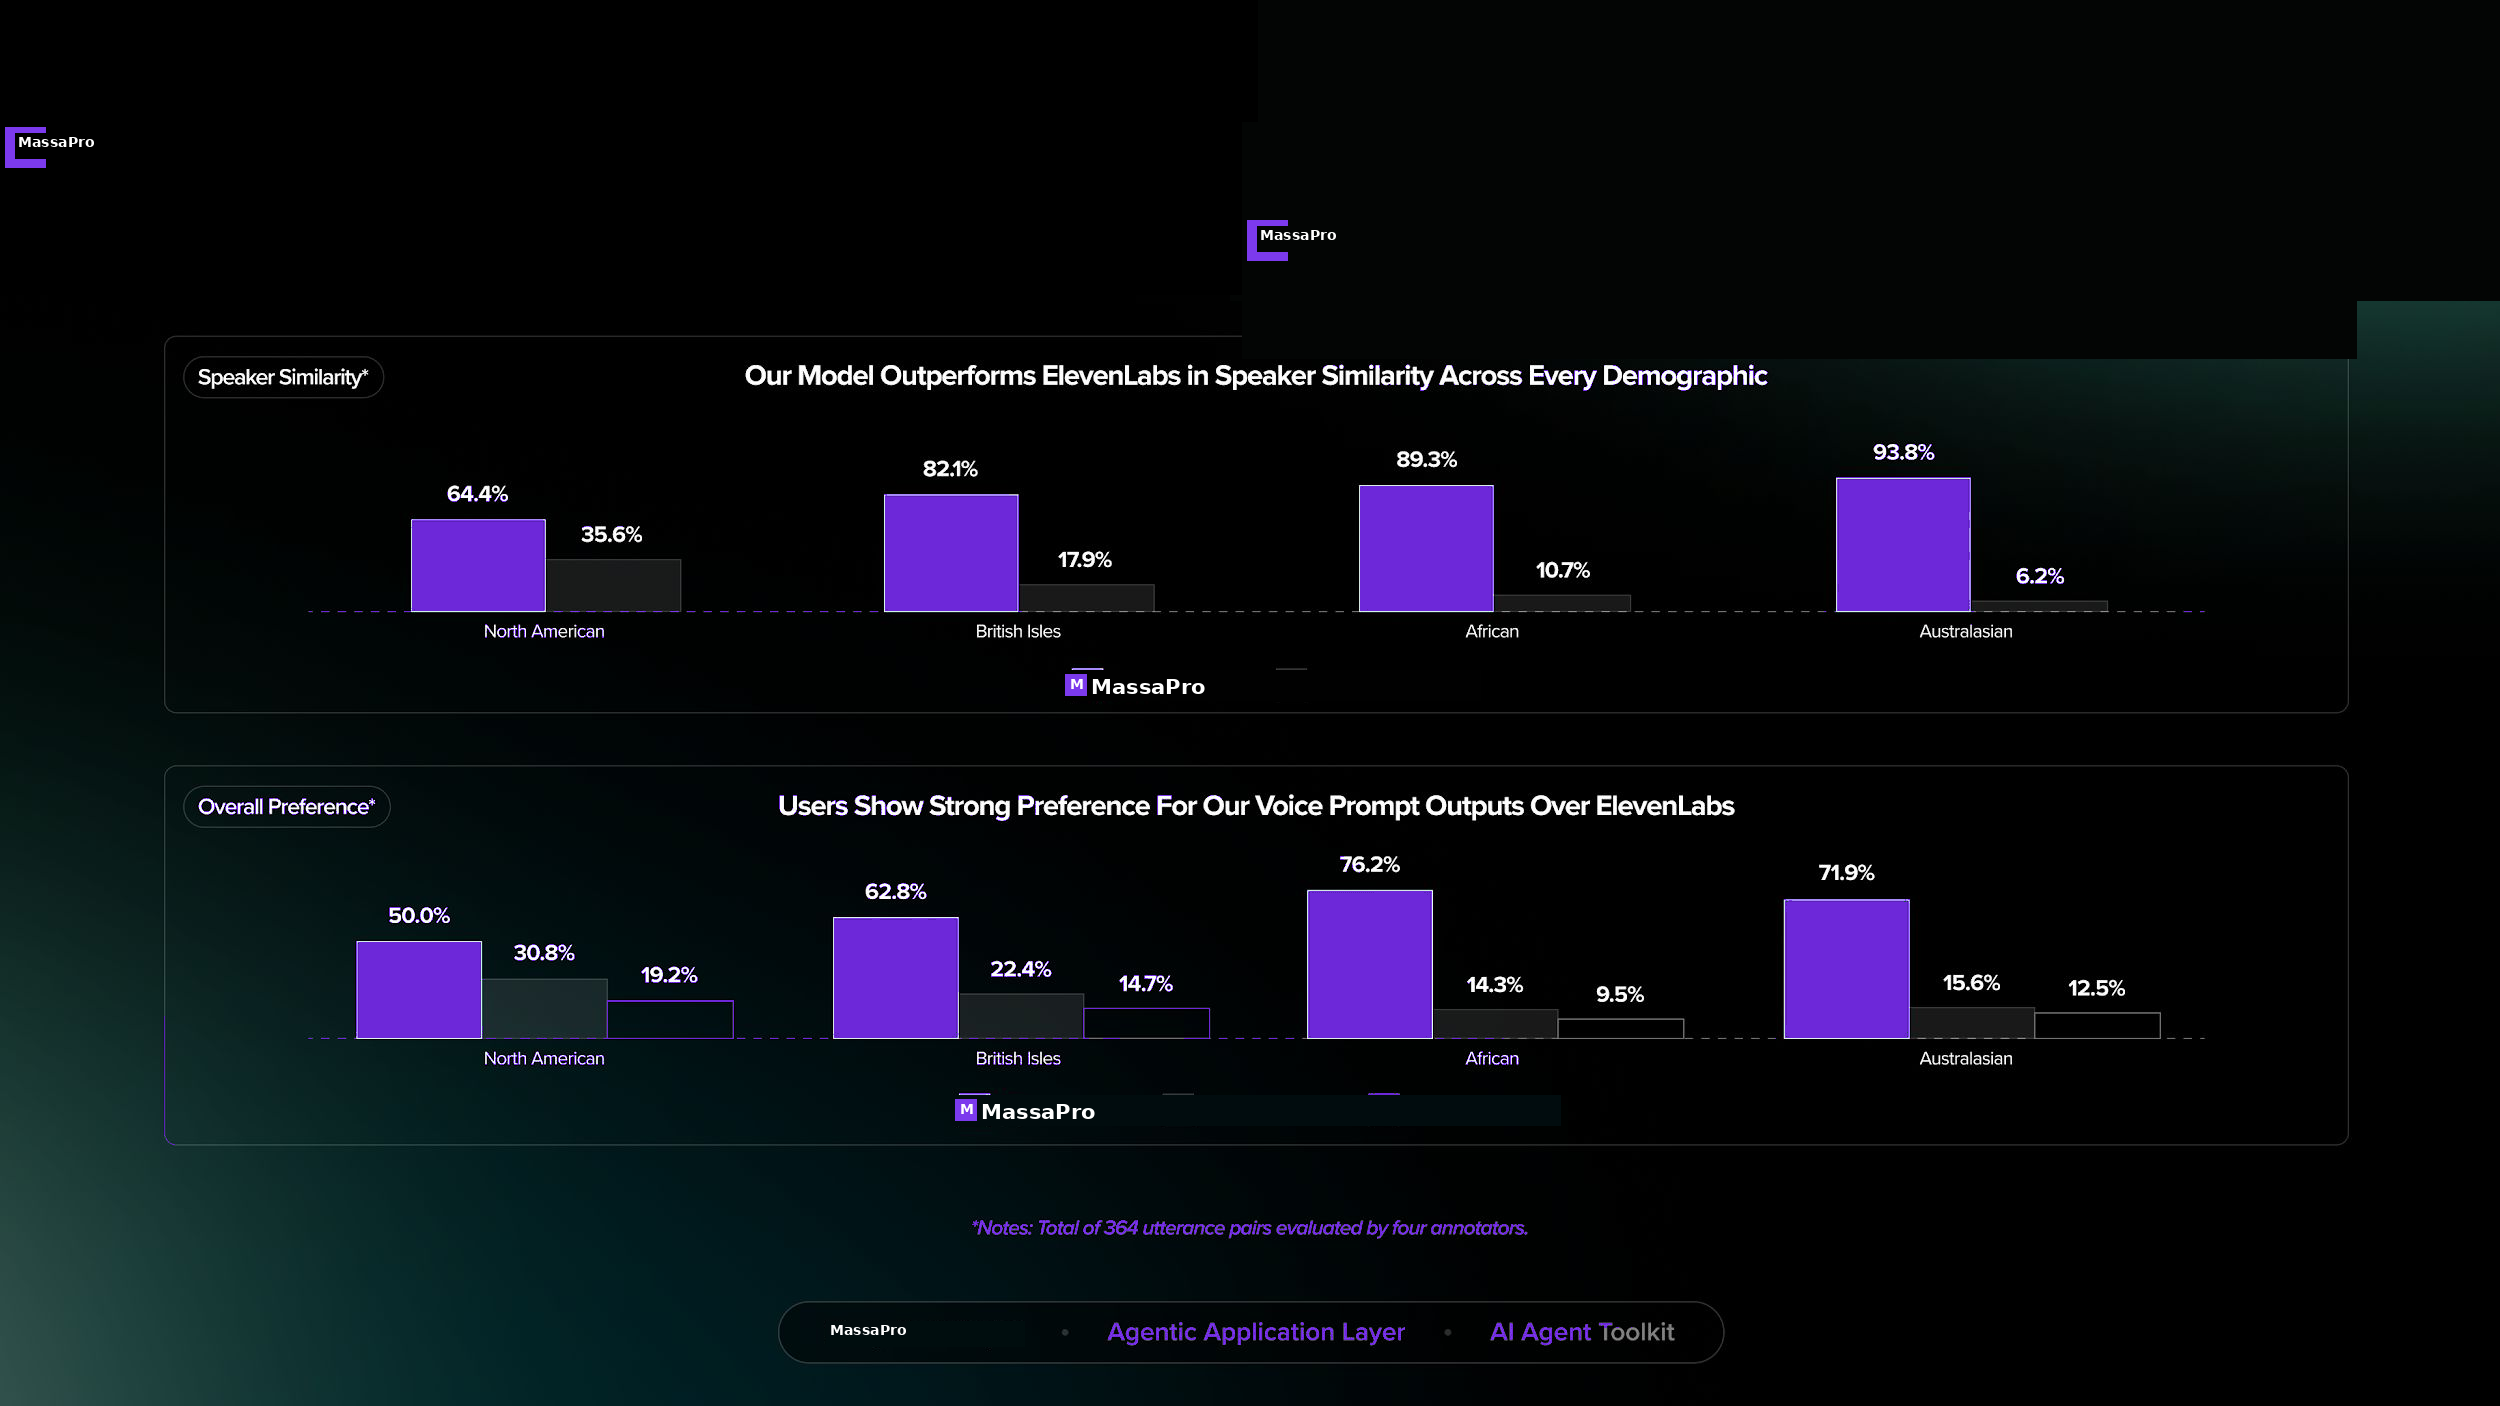 MassaPro
MassaPro
Speaker Similarity*
Our Model Outperforms ElevenLabs in Speaker Similarity Across Every Demographic
64.4%
35.6%
82.1%
17.9%
89.3%
10.7%
93.8%
6.2%
North American
British Isles
African
Australasian
M MassaPro
Overall Preference*
Users Show Strong Preference For Our Voice Prompt Outputs Over ElevenLabs
50.0%
30.8%
19.2%
62.8%
22.4%
14.7%
76.2%
14.3%
9.5%
71.9%
15.6%
12.5%
North American
British Isles
African
Australasian
M MassaPro
*Notes: Total of 364 utterance pairs evaluated by four annotators.
MassaPro • Agentic Application Layer • AI Agent Toolkit